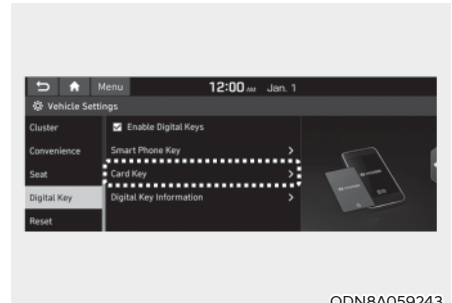 Menu 12:00 AM Jan. 1
Vehicle Settings
Cluster
Enable Digital Keys
Convenience
Smart Phone Key >
Seat
Card Key >
Digital Key
Digital Key Information >
Reset
ODN8A059243